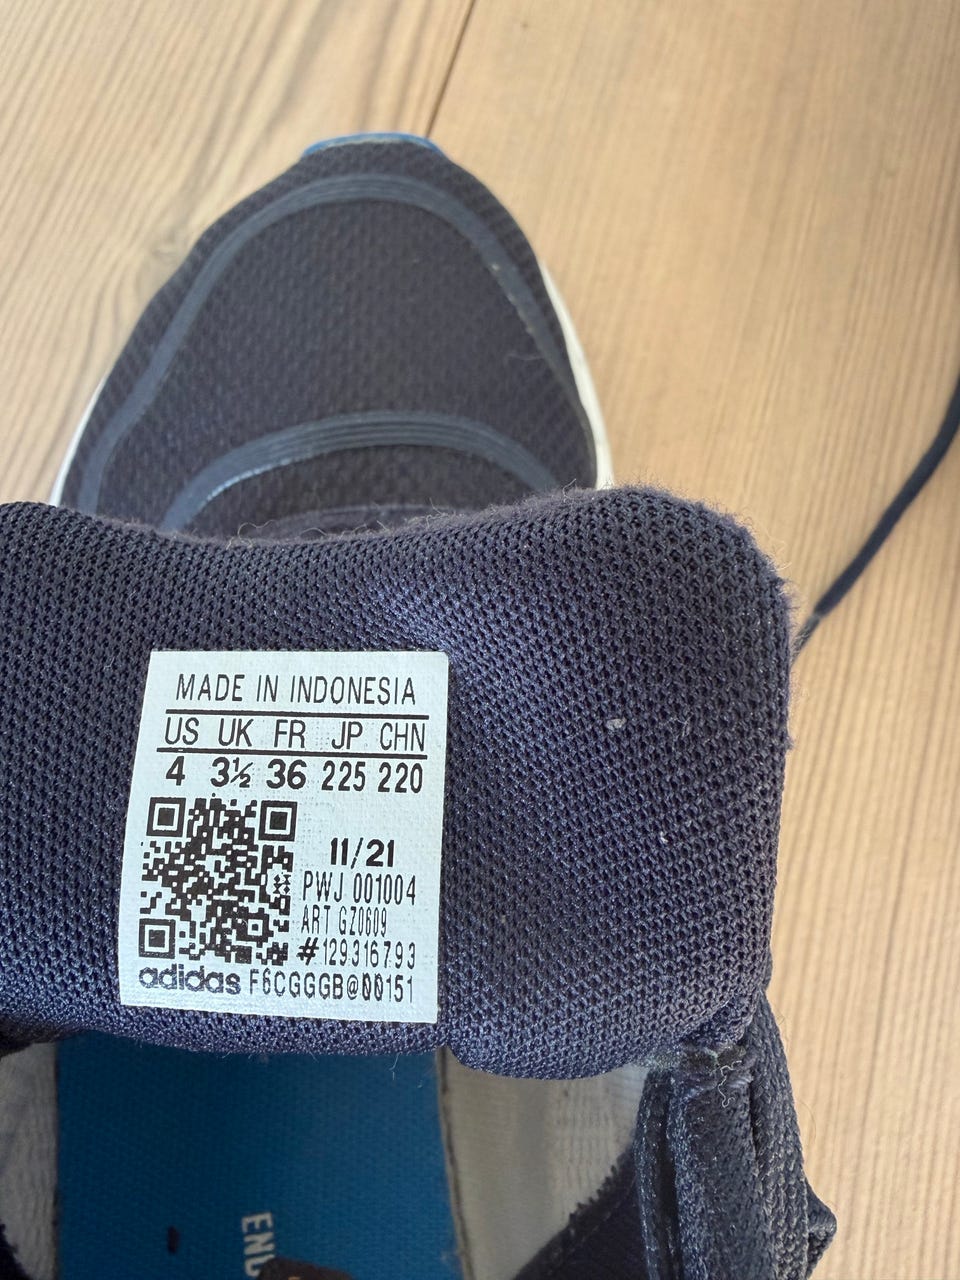 MADE IN INDONESIA
US UK FR JP CHN
4 3½ 36 225 220
11/21
PWJ 001004
ART GZ0609
#129316793
adidas F6CGGGB@00151